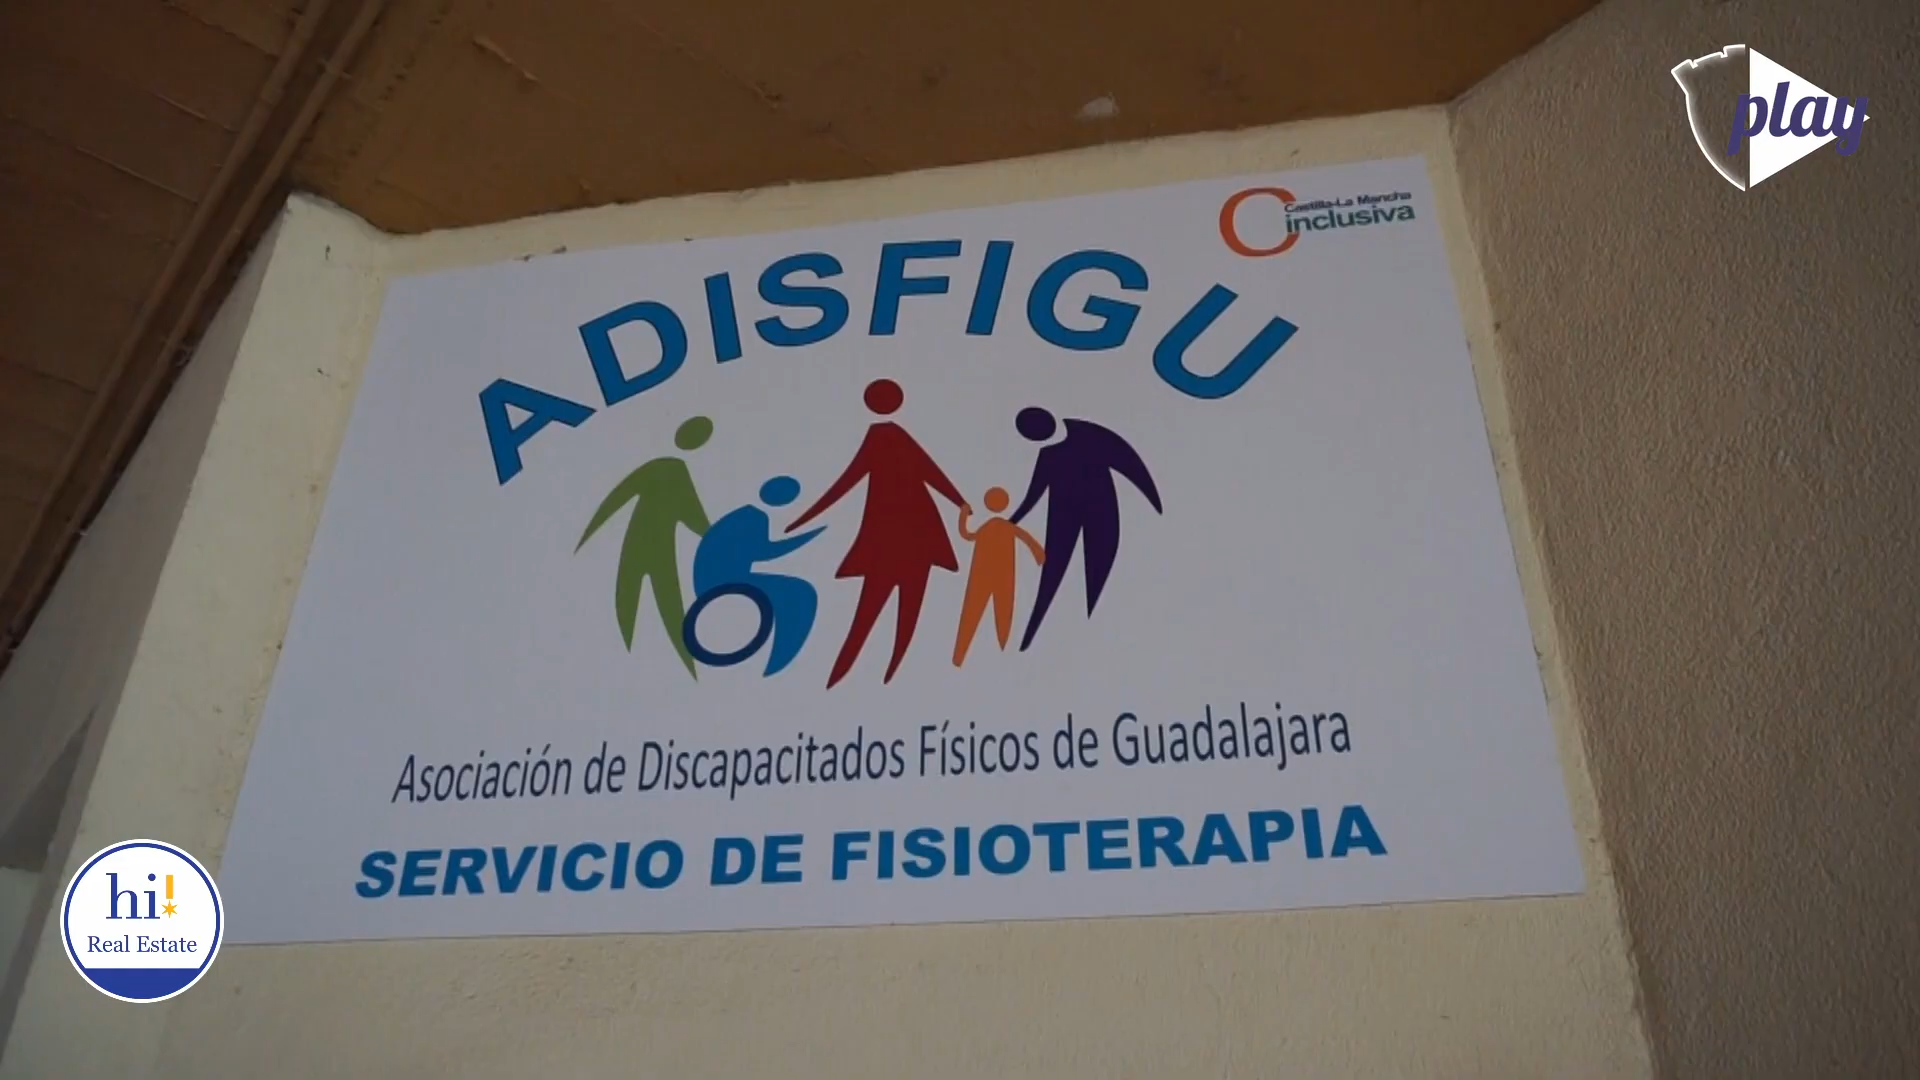 play
Castilla-La Mancha
inclusiva
ADISFIGU
Asociación de Discapacitados Físicos de Guadalajara
SERVICIO DE FISIOTERAPIA
hi!
Real Estate